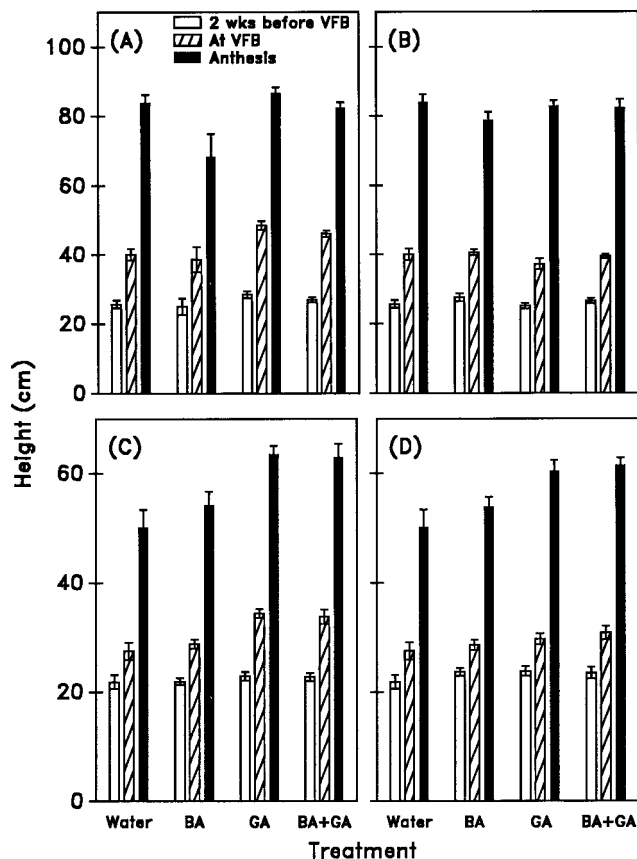 2 wks before VFB
At VFB
Anthesis
(A)
(B)
100
80
60
40
20
0
(C)
(D)
60
40
20
0
Height (cm)
Water BA GA BA+GA Water BA GA BA+GA
Treatment